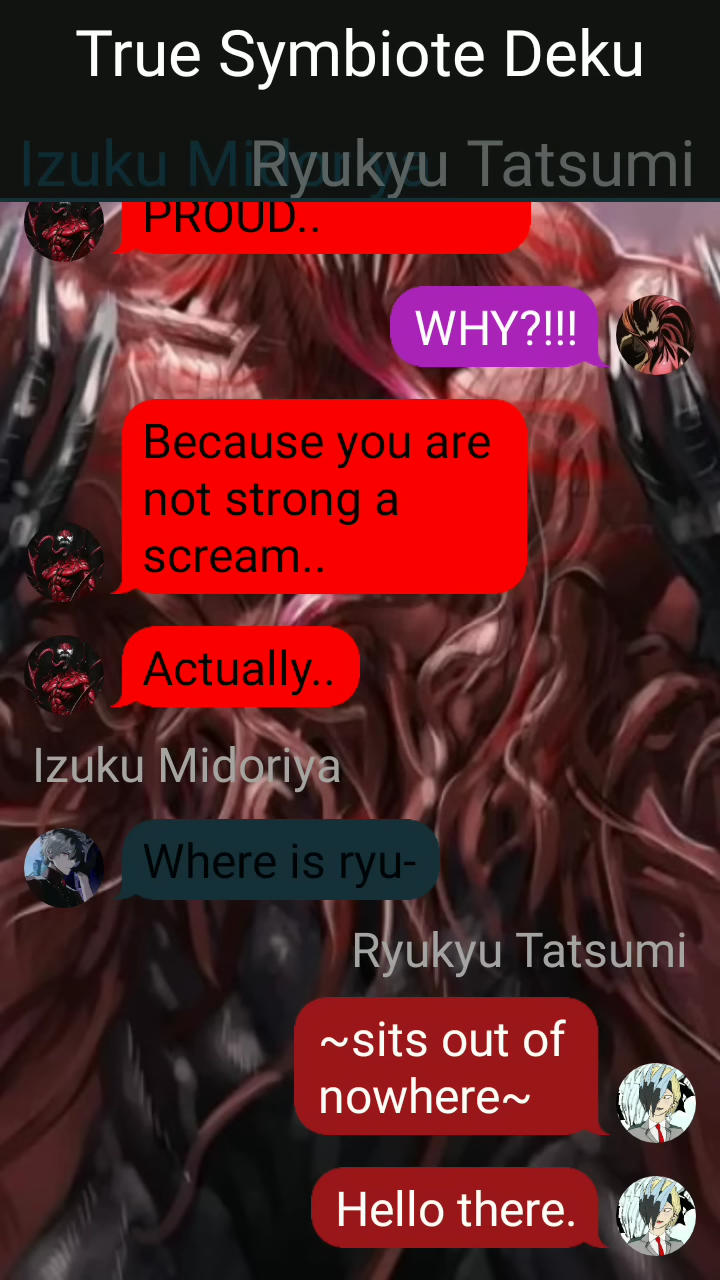 True Symbiote Deku
Izuku Midoriya
Ryukyu Tatsumi
PROUD..
WHY?!!!
Because you are
not strong a
scream..
Actually..
Izuku Midoriya
Where is ryu-
Ryukyu Tatsumi
~sits out of
nowhere~
Hello there.